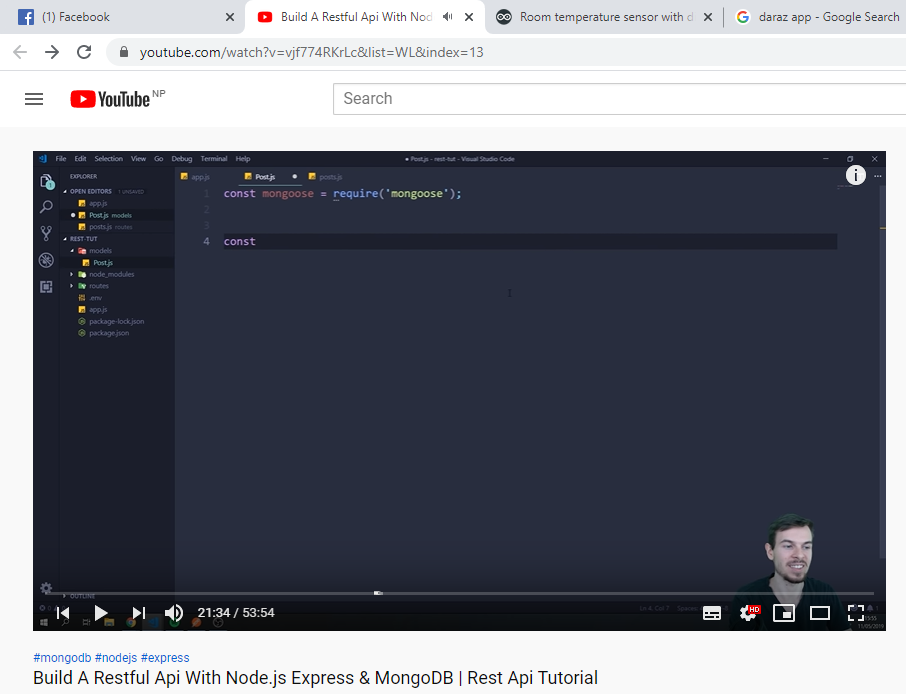 (1) Facebook
Build A Restful Api With Nod
Room temperature sensor with d
daraz app - Google Search
youtube.com/watch?v=vjf774RKrLc&list=WL&index=13
YouTube NP
Search
File Edit Selection View Go Debug Terminal Help
● Post.js - rest-tut - Visual Studio Code
EXPLORER
app.js
Post.js
posts.js
OPEN EDITORS 1 UNSAVED
app.js
Post.js models
posts.js routes
REST-TUT
models
Post.js
node_modules
routes
.env
app.js
package-lock.json
package.json
OUTLINE
1 const mongoose = require('mongoose');
2
3
4 const
21:34 / 53:54
HD
#mongodb #nodejs #express
Build A Restful Api With Node.js Express & MongoDB | Rest Api Tutorial